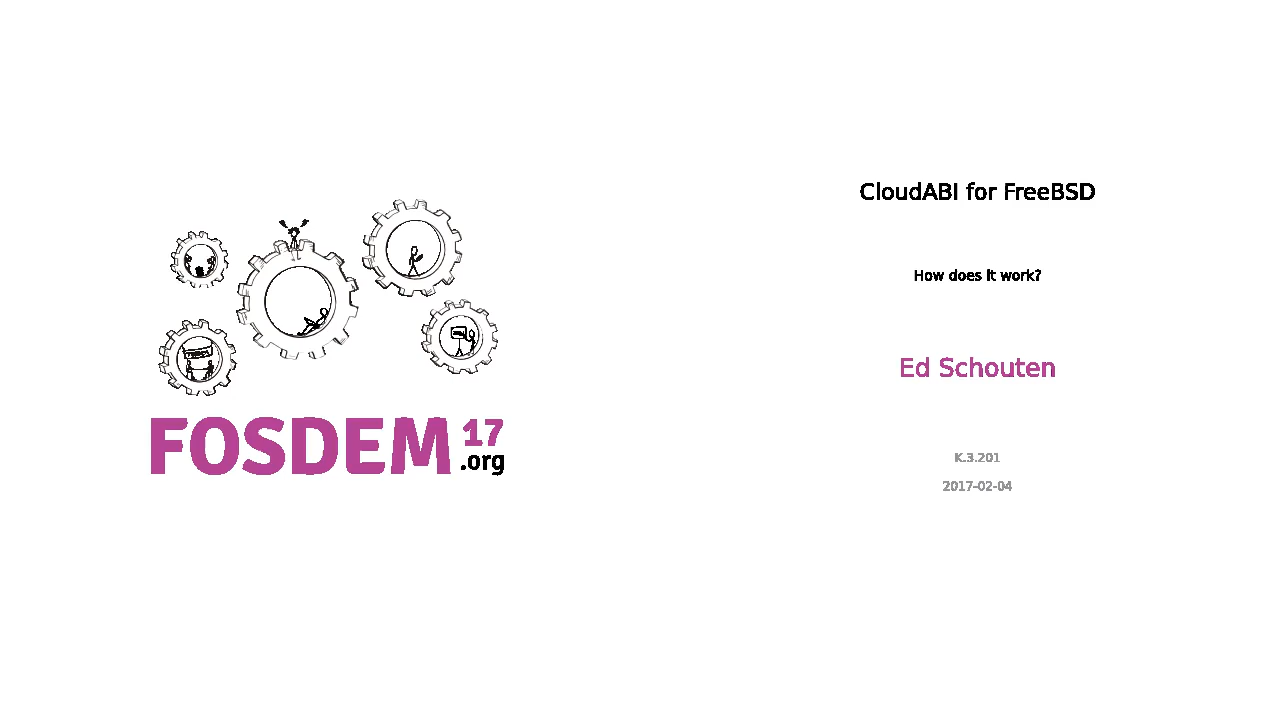 FOSDEM 17
.org
CloudABI for FreeBSD
How does it work?
Ed Schouten
K.3.201
2017-02-04